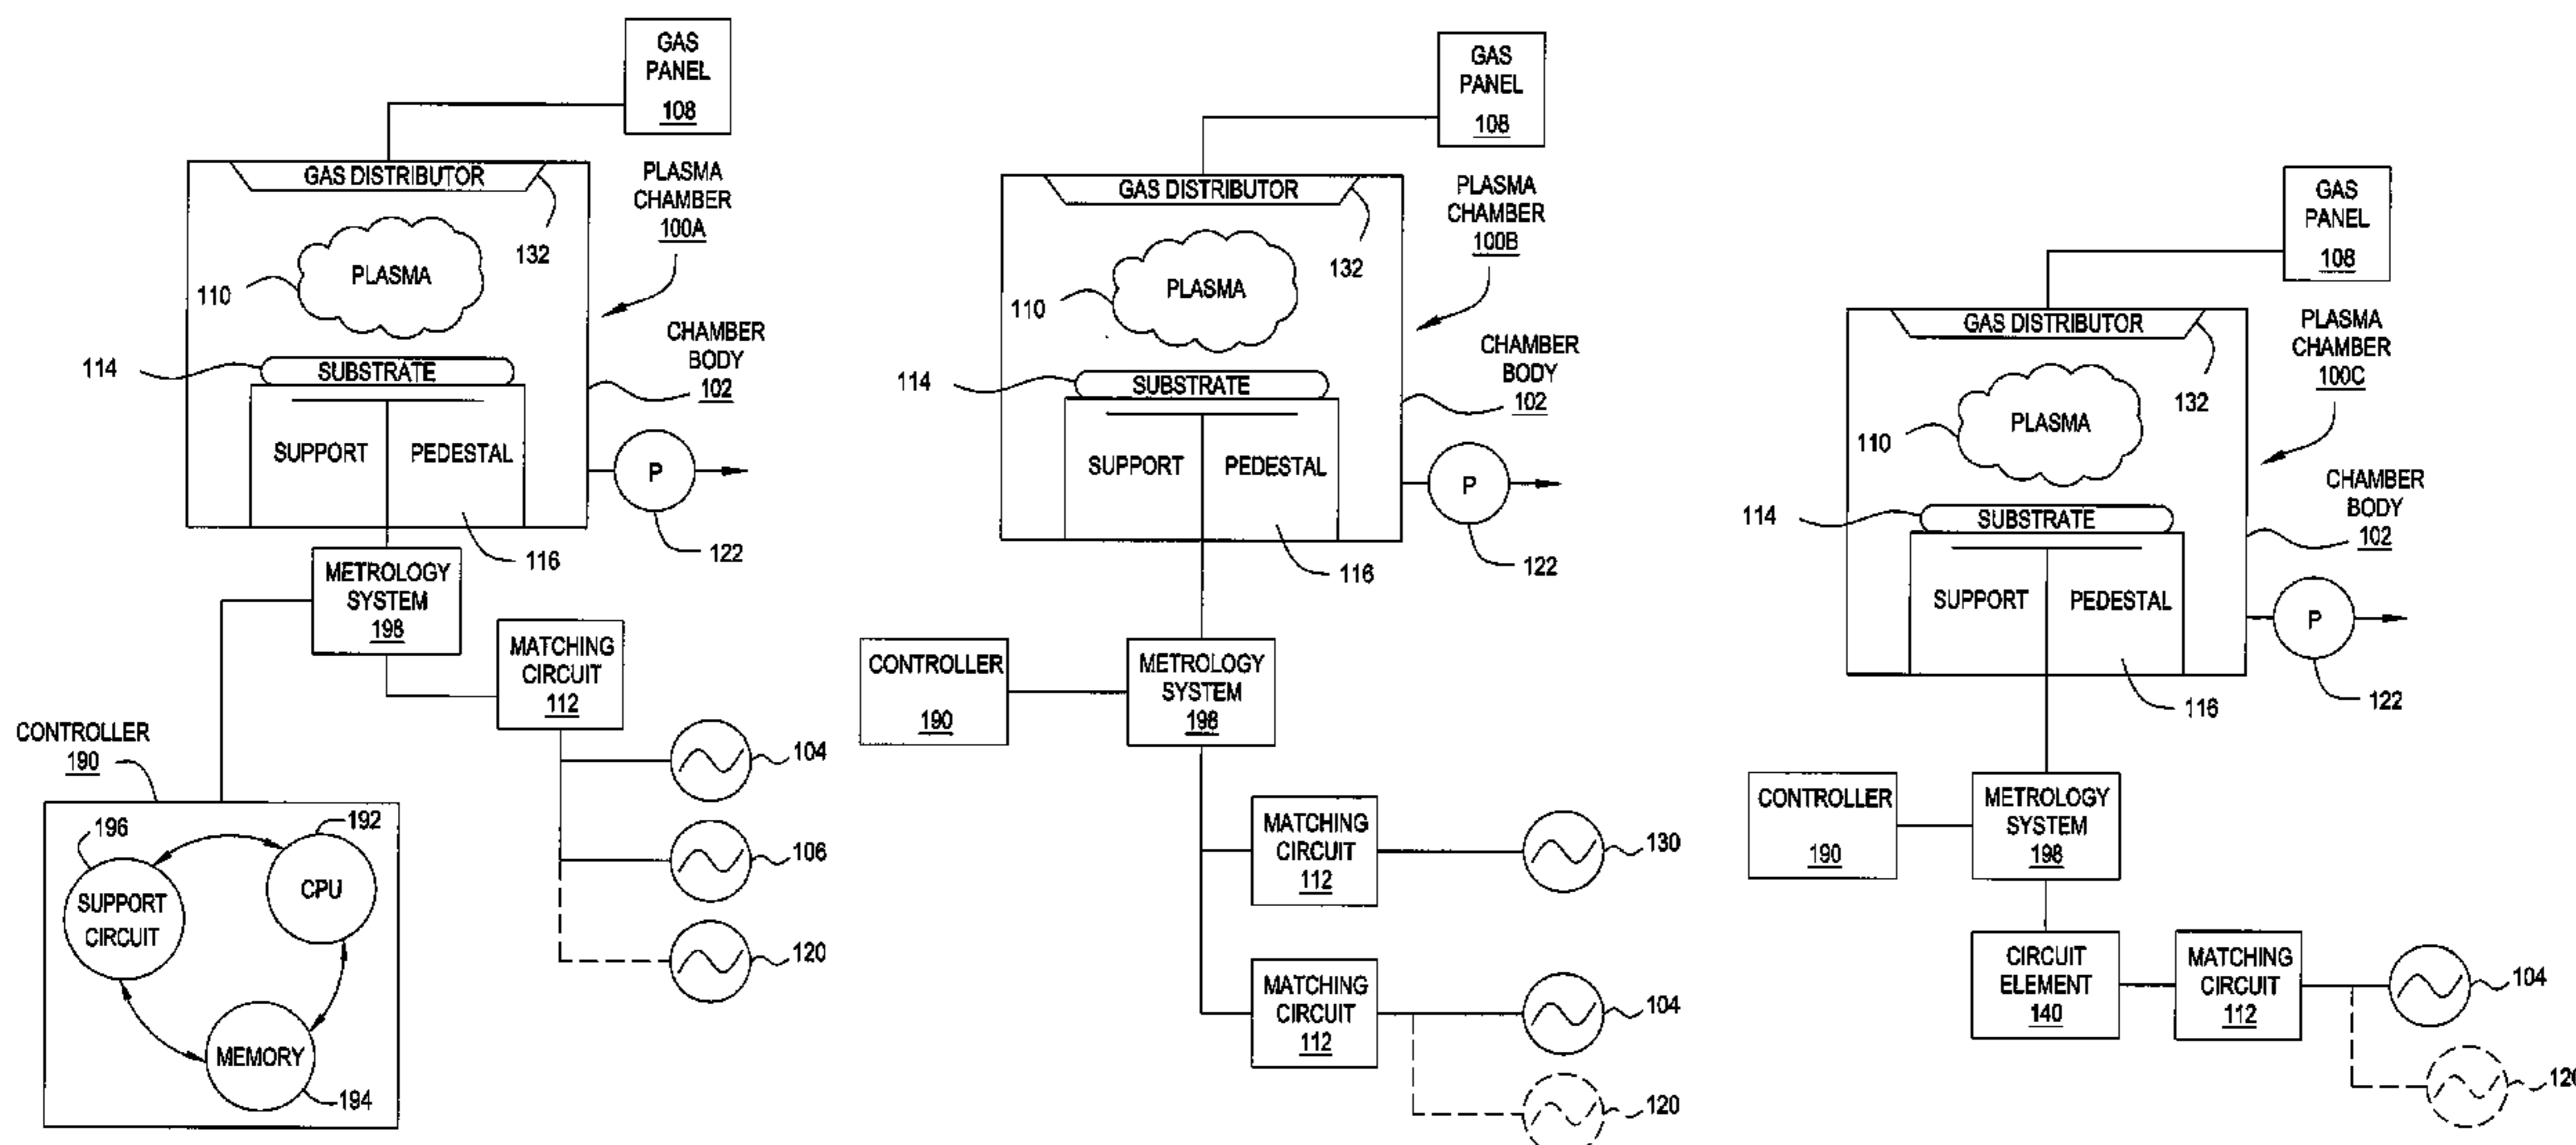 GAS
PANEL
108
GAS DISTRIBUTOR
132
PLASMA
CHAMBER
100A
PLASMA
110
CHAMBER
BODY
102
114
SUBSTRATE
SUPPORT PEDESTAL
P
122
116
METROLOGY
SYSTEM
198
MATCHING
CIRCUIT
112
CONTROLLER
190
104
106
120
196
192
SUPPORT
CIRCUIT
CPU
MEMORY
194
GAS
PANEL
108
GAS DISTRIBUTOR
132
PLASMA
CHAMBER
100B
PLASMA
110
CHAMBER
BODY
102
114
SUBSTRATE
SUPPORT PEDESTAL
P
122
116
CONTROLLER
190
METROLOGY
SYSTEM
198
MATCHING
CIRCUIT
112
130
MATCHING
CIRCUIT
112
104
120
GAS
PANEL
108
GAS DISTRIBUTOR
132
PLASMA
CHAMBER
100C
PLASMA
110
CHAMBER
BODY
102
114
SUBSTRATE
SUPPORT PEDESTAL
P
122
116
CONTROLLER
190
METROLOGY
SYSTEM
198
CIRCUIT
ELEMENT
140
MATCHING
CIRCUIT
112
104
120